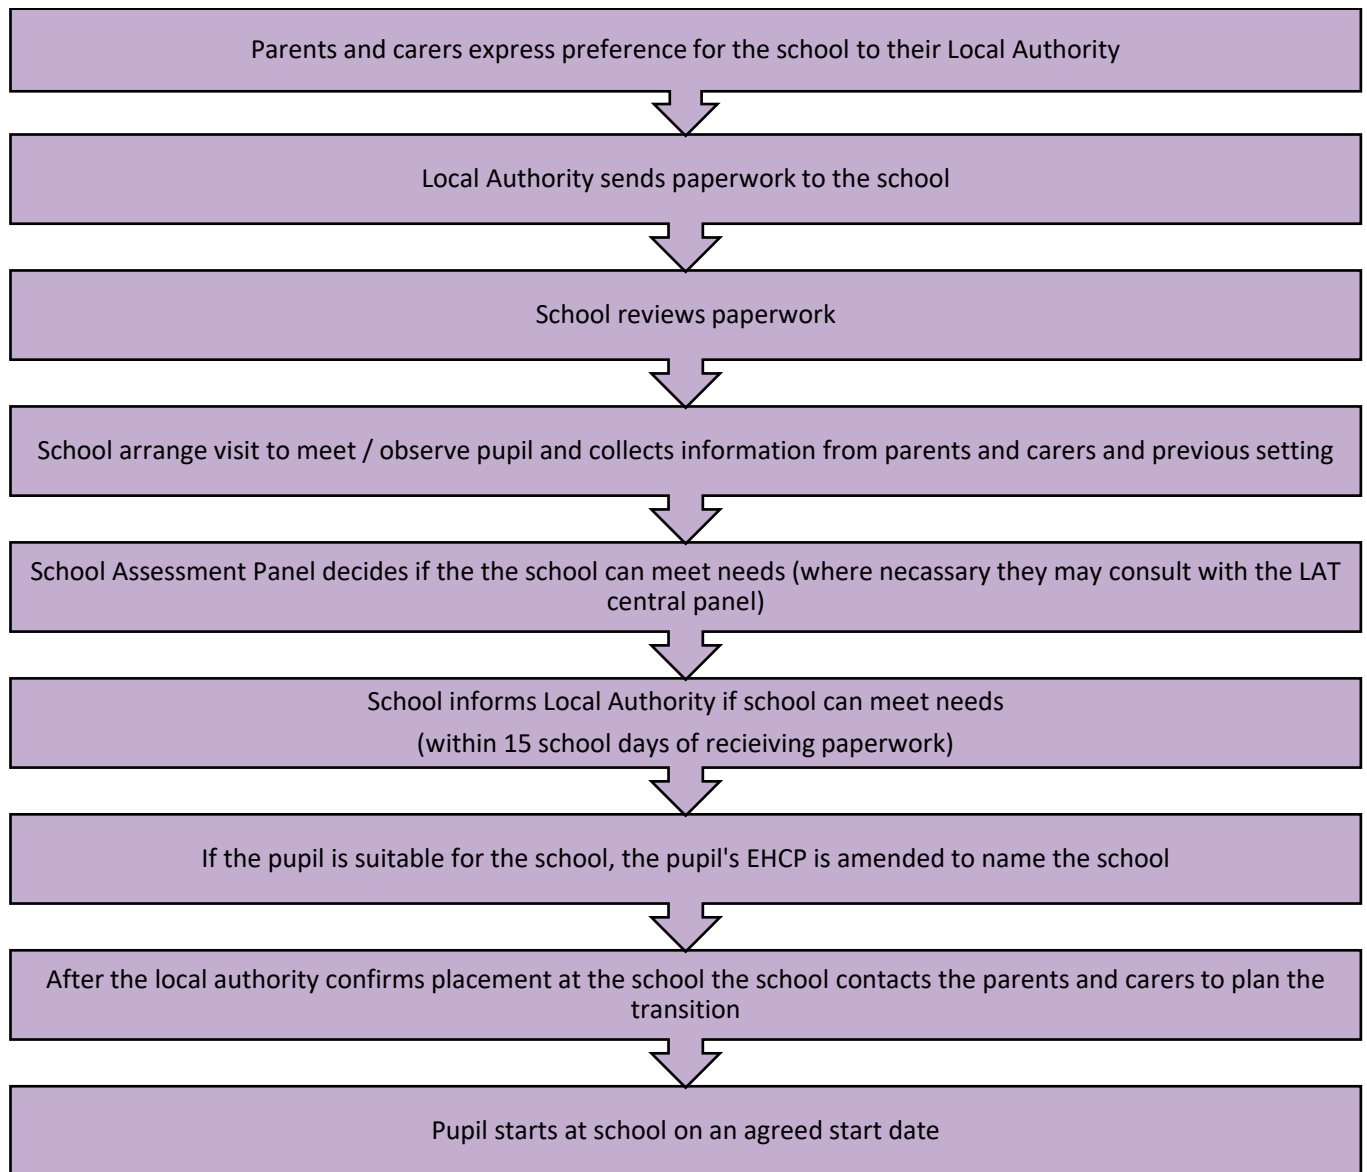 Parents and carers express preference for the school to their Local Authority
Local Authority sends paperwork to the school
School reviews paperwork
School arrange visit to meet / observe pupil and collects information from parents and carers and previous setting
School Assessment Panel decides if the the school can meet needs (where necassary they may consult with the LAT
central panel)
School informs Local Authority if school can meet needs
(within 15 school days of recieiving paperwork)
If the pupil is suitable for the school, the pupil's EHCP is amended to name the school
After the local authority confirms placement at the school the school contacts the parents and carers to plan the
transition
Pupil starts at school on an agreed start date